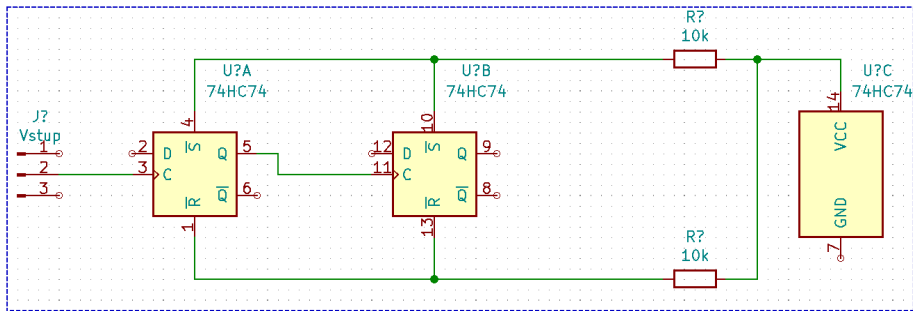 R?
10k
U?A
74HC74
U?B
74HC74
U?C
74HC74
J?
Vstup
1
2
3
4
2 D S Q 5
3 C
R Q 6
1
10
12 D S Q 9
11 C
R Q 8
13
14
VCC
GND
7
R?
10k